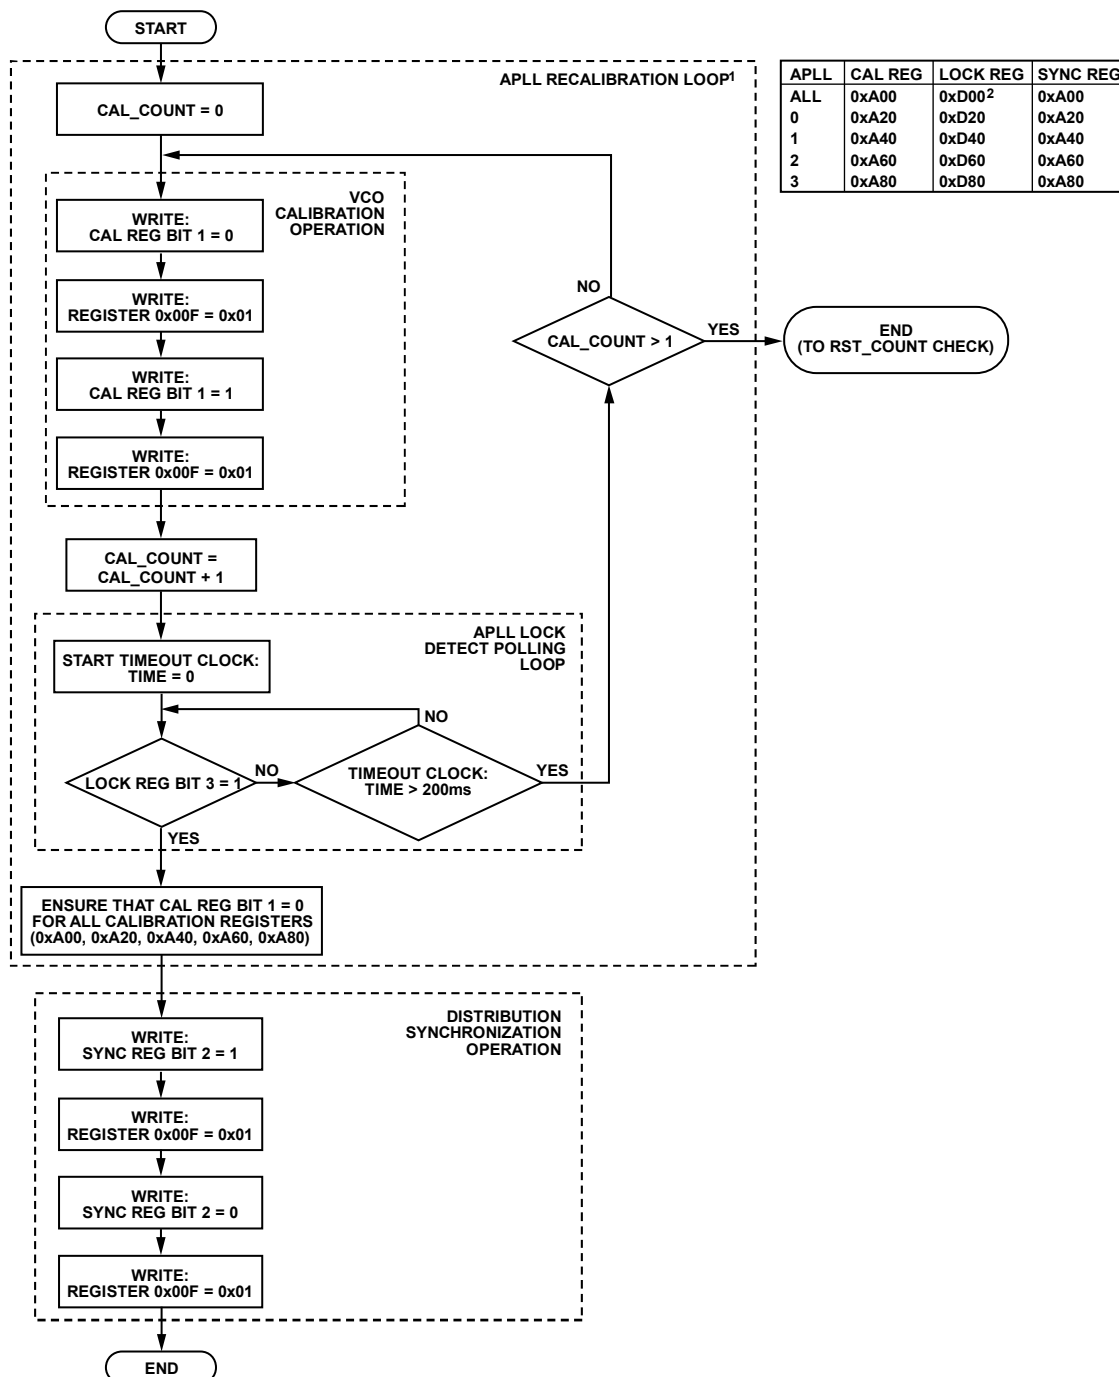 START
APLL RECALIBRATION LOOP1
CAL_COUNT = 0
VCO
CALIBRATION
OPERATION
WRITE:
CAL REG BIT 1 = 0
WRITE:
REGISTER 0x00F = 0x01
WRITE:
CAL REG BIT 1 = 1
WRITE:
REGISTER 0x00F = 0x01
CAL_COUNT =
CAL_COUNT + 1
APLL LOCK
DETECT POLLING
LOOP
START TIMEOUT CLOCK:
TIME = 0
NO
LOCK REG BIT 3 = 1
NO
TIMEOUT CLOCK:
TIME > 200ms
YES
YES
NO
CAL_COUNT > 1
YES
END
(TO RST_COUNT CHECK)
ENSURE THAT CAL REG BIT 1 = 0
FOR ALL CALIBRATION REGISTERS
(0xA00, 0xA20, 0xA40, 0xA60, 0xA80)
DISTRIBUTION
SYNCHRONIZATION
OPERATION
WRITE:
SYNC REG BIT 2 = 1
WRITE:
REGISTER 0x00F = 0x01
WRITE:
SYNC REG BIT 2 = 0
WRITE:
REGISTER 0x00F = 0x01
END
APLL CAL REG LOCK REG SYNC REG
ALL 0xA00 0xD002 0xA00
0 0xA20 0xD20 0xA20
1 0xA40 0xD40 0xA40
2 0xA60 0xD60 0xA60
3 0xA80 0xD80 0xA80